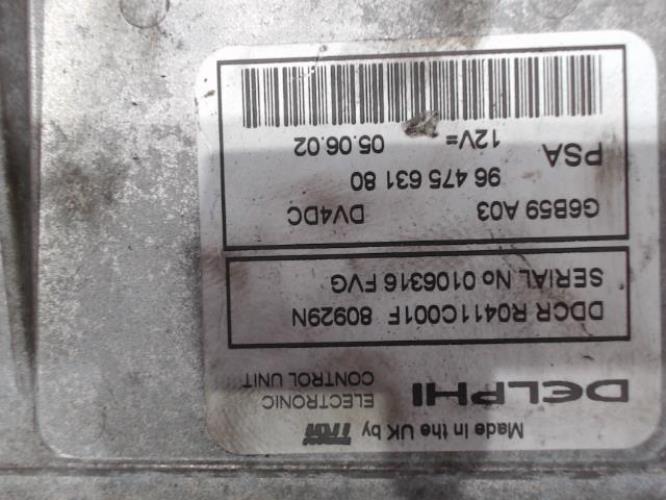 Made in the UK by TRW
DELPHI ELECTRONIC
CONTROL UNIT
DDCR R0411C001F 80929N
SERIAL No 0106316 FVG
G6B59 A03 DV4DC
96 475 631 80
PSA 12V= 05.06.02